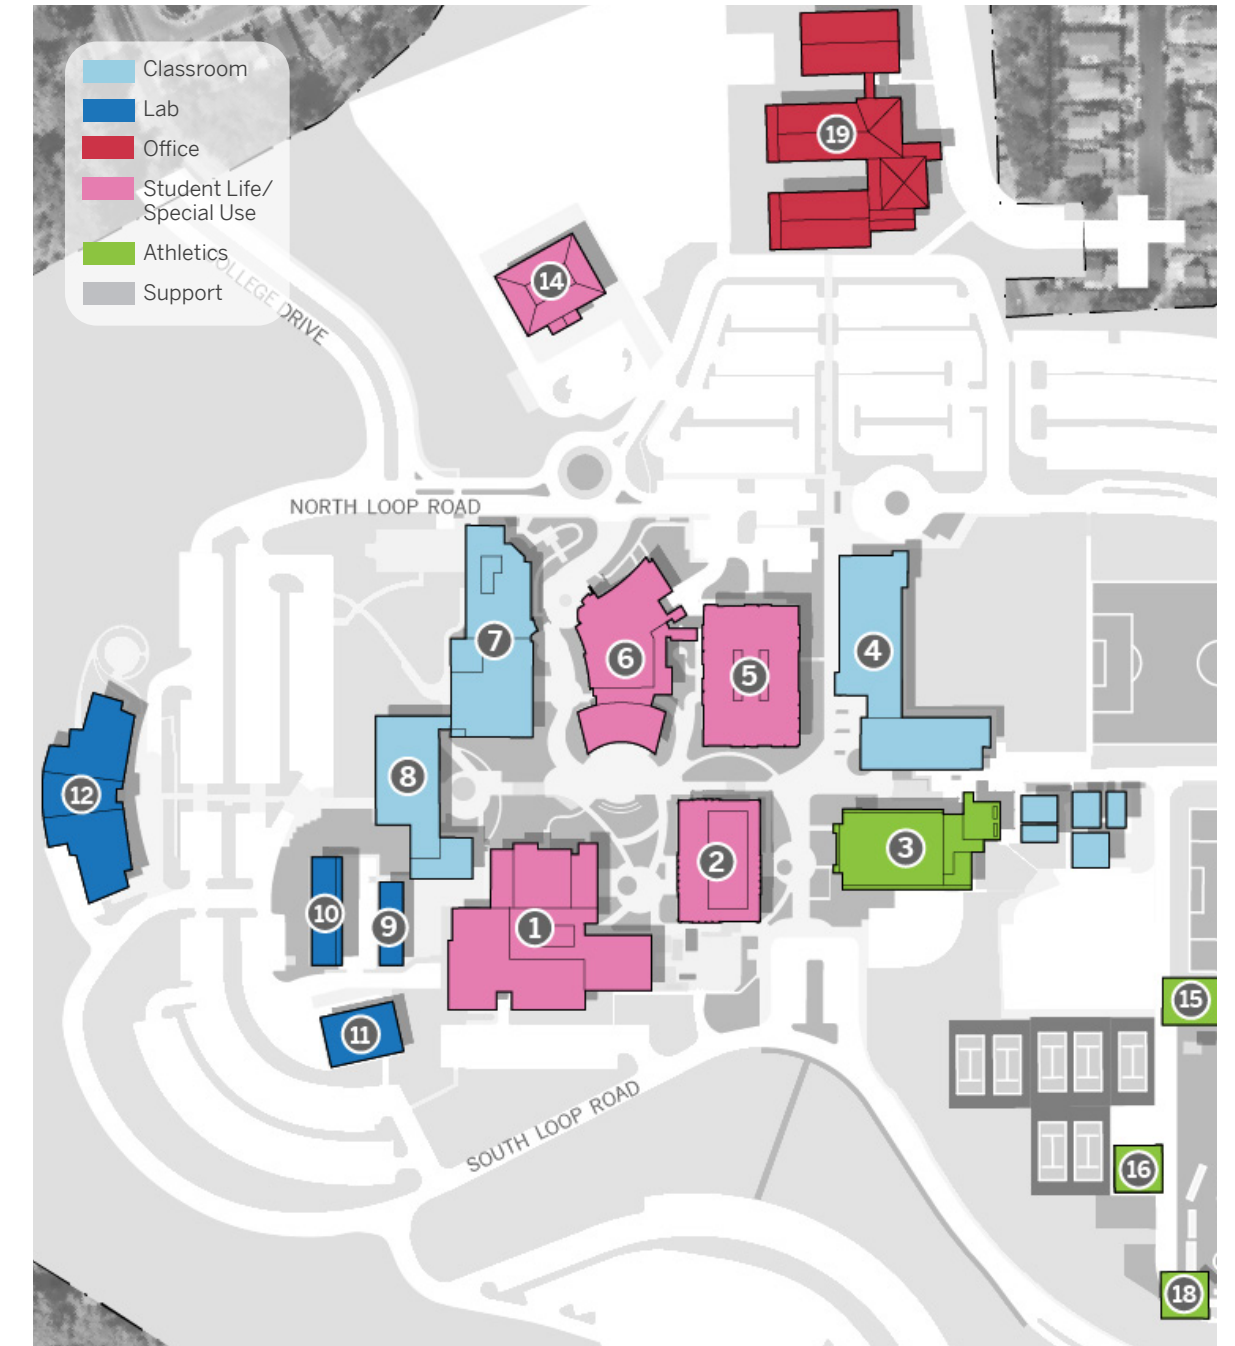 Classroom
Lab
Office
Student Life/
Special Use
Athletics
Support
COLLEGE DRIVE
19
14
NORTH LOOP ROAD
7
6
5
4
12
8
2
3
10
9
1
11
15
SOUTH LOOP ROAD
16
18